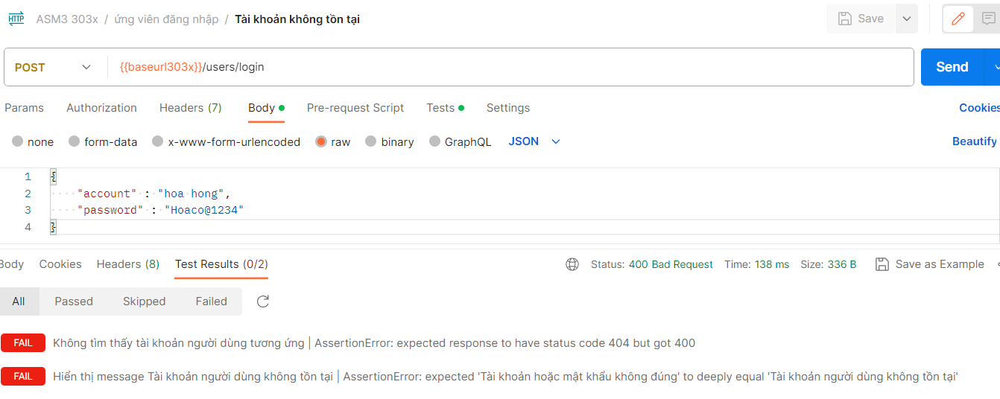 HTTP ASM3 303x / ứng viên đăng nhập / Tài khoản không tồn tại Save
POST {{baseurl303x}}/users/login Send
Params Authorization Headers (7) Body Pre-request Script Tests Settings Cookies
none form-data x-www-form-urlencoded raw binary GraphQL JSON Beautify
1 {
2 "account" : "hoa hong",
3 "password" : "Hoaco@1234"
4 }
Body Cookies Headers (8) Test Results (0/2) Status: 400 Bad Request Time: 138 ms Size: 336 B Save as Example
All Passed Skipped Failed
FAIL Không tìm thấy tài khoản người dùng tương ứng | AssertionError: expected response to have status code 404 but got 400
FAIL Hiển thị message Tài khoản người dùng không tồn tại | AssertionError: expected 'Tài khoản hoặc mật khẩu không đúng' to deeply equal 'Tài khoản người dùng không tồn tại'